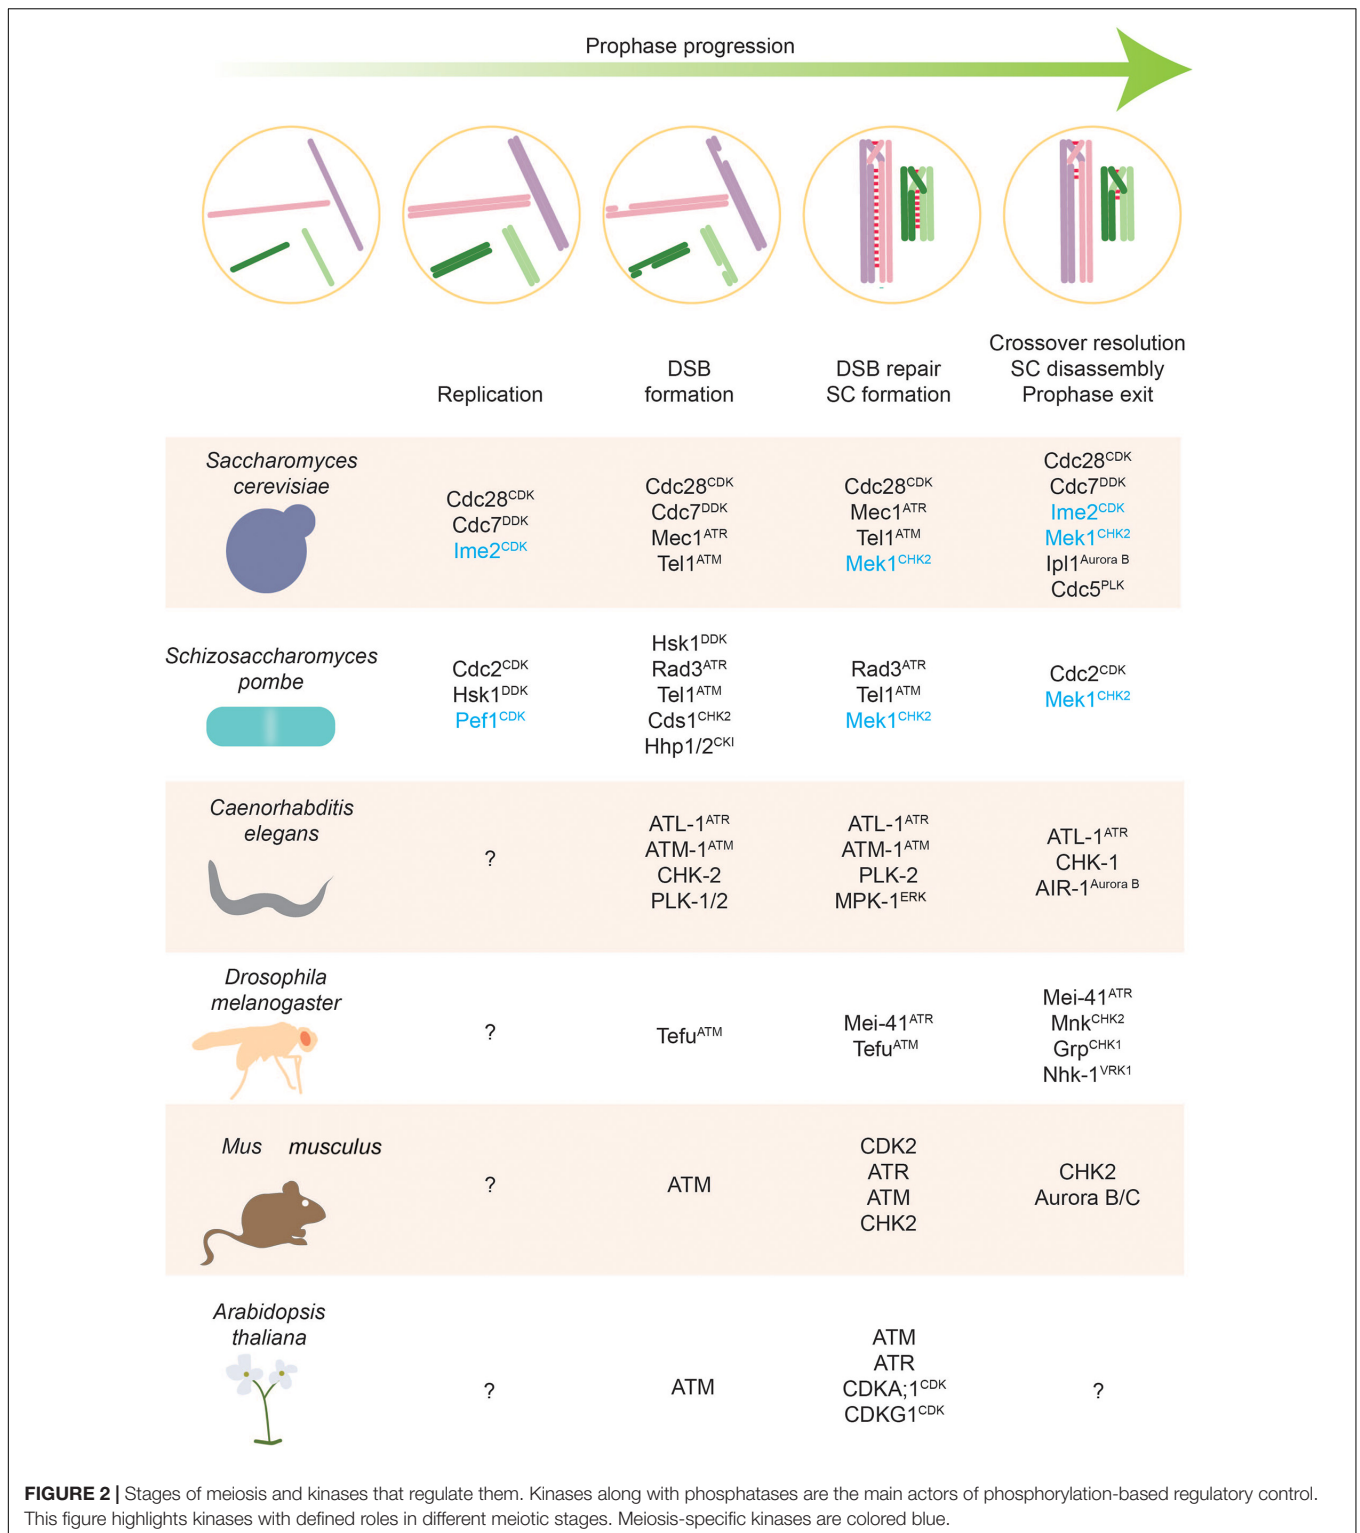 Prophase progression
Replication
DSB
formation
DSB repair
SC formation
Crossover resolution
SC disassembly
Prophase exit
Saccharomyces
cerevisiae
Cdc28CDK
Cdc7DDK
Ime2CDK
Cdc28CDK
Cdc7DDK
Mec1ATR
Tel1ATM
Cdc28CDK
Mec1ATR
Tel1ATM
Mek1CHK2
Cdc28CDK
Cdc7DDK
Ime2CDK
Mek1CHK2
Ipl1Aurora B
Cdc5PLK
Schizosaccharomyces
pombe
Cdc2CDK
Hsk1DDK
Pef1CDK
Hsk1DDK
Rad3ATR
Tel1ATM
Cds1CHK2
Hhp1/2CKI
Rad3ATR
Tel1ATM
Mek1CHK2
Cdc2CDK
Mek1CHK2
Caenorhabditis
elegans
?
ATL-1ATR
ATM-1ATM
CHK-2
PLK-1/2
ATL-1ATR
ATM-1ATM
PLK-2
MPK-1ERK
ATL-1ATR
CHK-1
AIR-1Aurora B
Drosophila
melanogaster
?
TefuATM
Mei-41ATR
TefuATM
Mei-41ATR
MnkCHK2
GrpCHK1
Nhk-1VRK1
Mus musculus
?
ATM
CDK2
ATR
ATM
CHK2
CHK2
Aurora B/C
Arabidopsis
thaliana
?
ATM
ATM
ATR
CDKA;1CDK
CDKG1CDK
?
FIGURE 2 | Stages of meiosis and kinases that regulate them. Kinases along with phosphatases are the main actors of phosphorylation-based regulatory control.
This figure highlights kinases with defined roles in different meiotic stages. Meiosis-specific kinases are colored blue.